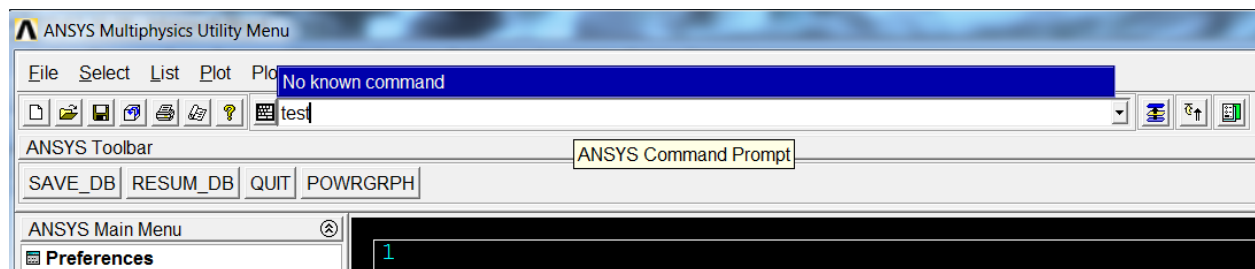 ANSYS Multiphysics Utility Menu
File Select List Plot
No known command
test
ANSYS Toolbar
ANSYS Command Prompt
SAVE_DB RESUM_DB QUIT POWRGRPH
ANSYS Main Menu
1
Preferences